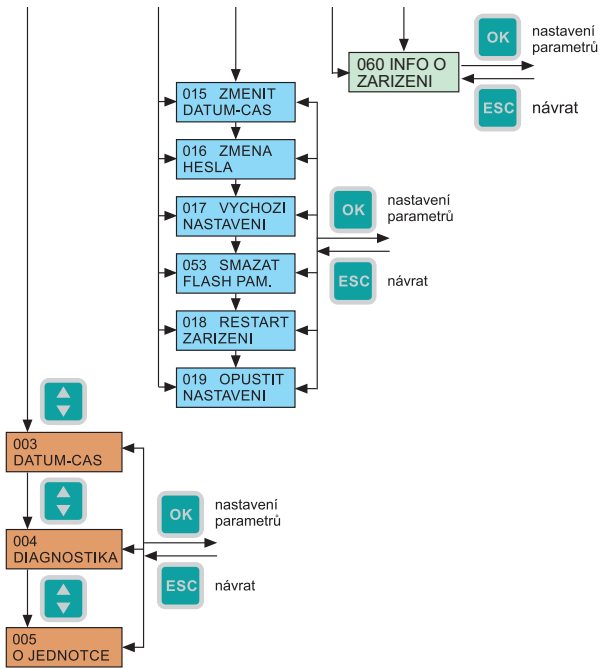 OK
nastavení
parametrů
060 INFO O
ZARIZENI
ESC
návrat
015 ZMENIT
DATUM-CAS
016 ZMENA
HESLA
017 VYCHOZI
NASTAVENI
053 SMAZAT
FLASH PAM.
018 RESTART
ZARIZENI
019 OPUSTIT
NASTAVENI
OK
nastavení
parametrů
ESC
návrat
003
DATUM-CAS
004
DIAGNOSTIKA
005
O JEDNOTCE
OK
nastavení
parametrů
ESC
návrat